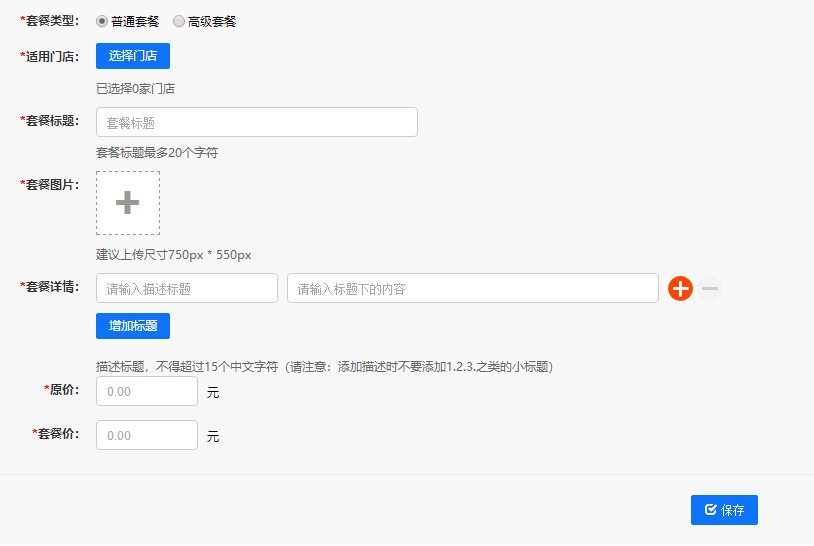 *套餐类型： 普通套餐 高级套餐
*适用门店： 选择门店
已选择0家门店
*套餐标题： 套餐标题
套餐标题最多20个字符
*套餐图片：
建议上传尺寸750px * 550px
*套餐详情： 请输入描述标题 请输入标题下的内容
增加标题
描述标题，不得超过15个中文字符（请注意：添加描述时不要添加1.2.3.之类的小标题）
*原价： 0.00 元
*套餐价： 0.00 元
保存